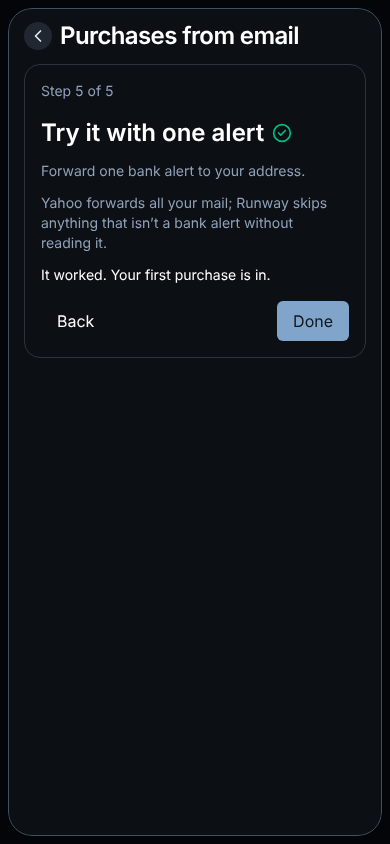 Purchases from email
Step 5 of 5
Try it with one alert
Forward one bank alert to your address.
Yahoo forwards all your mail; Runway skips
anything that isn’t a bank alert without
reading it.
It worked. Your first purchase is in.
Back
Done